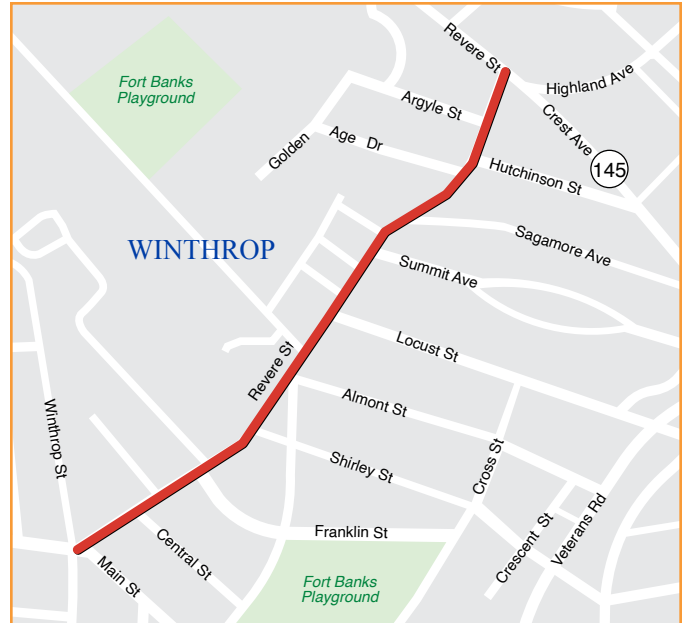 Revere St
Fort Banks
Playground
Highland Ave
Argyle St
Crest Ave
Golden
Age Dr
Hutchinson St
145
WINTHROP
Sagamore Ave
Summit Ave
Locust St
Revere St
Almont St
Winthrop St
Shirley St
Cross St
Central St
Franklin St
Crescent St
Veterans Rd
Main St
Fort Banks
Playground